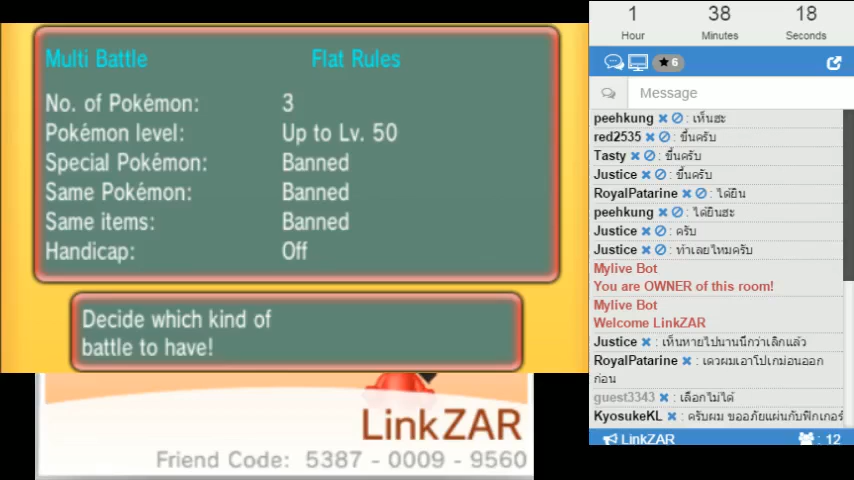 Multi Battle Flat Rules
No. of Pokémon: 3
Pokémon level: Up to Lv. 50
Special Pokémon: Banned
Same Pokémon: Banned
Same items: Banned
Handicap: Off
Decide which kind of
battle to have!
LinkZAR
Friend Code: 5387 - 0009 - 9560
1 38 18
Hour Minutes Seconds
6
Message
peehkung : เห็นฮะ
red2535 : ขึ้นครับ
Tasty : ขึ้นครับ
Justice : ขึ้นครับ
RoyalPatarine : ได้ยิน
peehkung : ได้ยินฮะ
Justice : ครับ
Justice : ทำเลยไหมครับ
Mylive Bot
You are OWNER of this room!
Mylive Bot
Welcome LinkZAR
Justice : เห็นหายไปนานนึกว่าเลิกแล้ว
RoyalPatarine : เดวผมเอาโปเกม่อนออก
ก่อน
guest3343 : เลือกไม่ได้
KyosukeKL : ครับผม ขออภัยแผ่นกับฟิกเกอร์
LinkZAR : 12